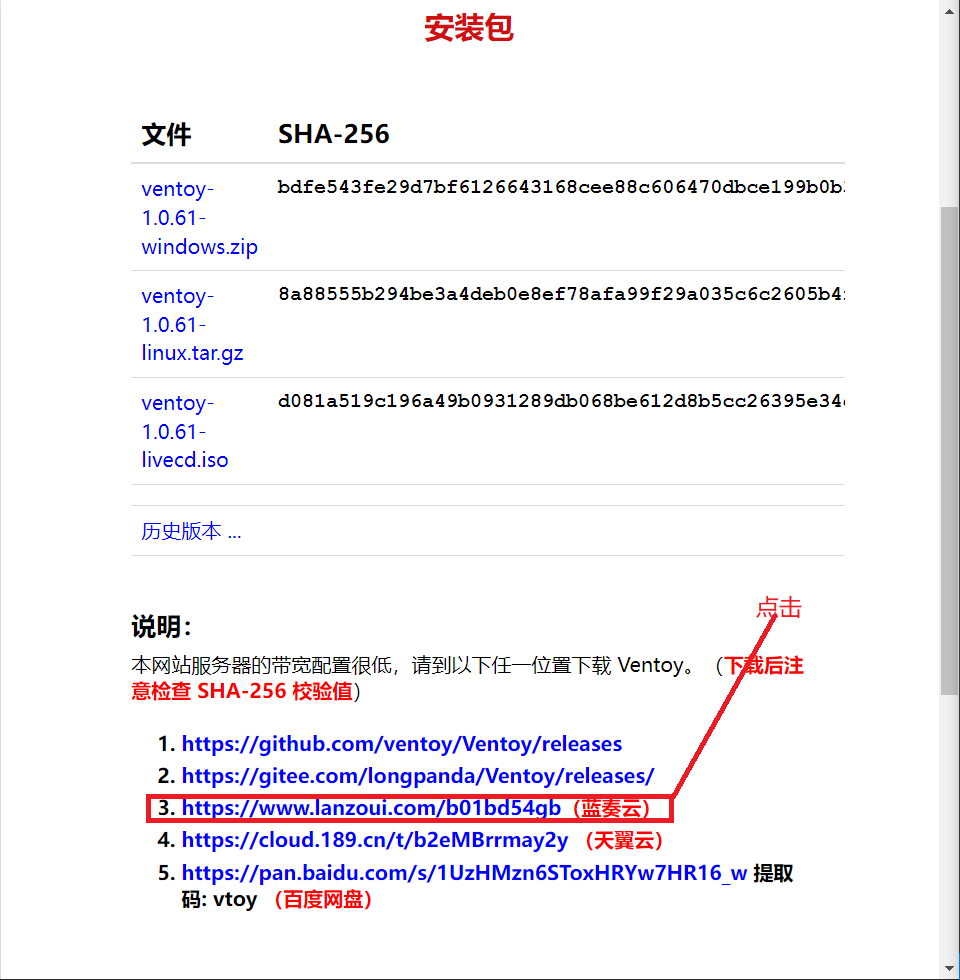 安装包
文件 SHA-256
ventoy- bdfe543fe29d7bf6126643168cee88c606470dbce199b0b
1.0.61-
windows.zip
ventoy- 8a88555b294be3a4deb0e8ef78afa99f29a035c6c2605b4
1.0.61-
linux.tar.gz
ventoy- d081a519c196a49b0931289db068be612d8b5cc26395e34
1.0.61-
livecd.iso
历史版本 ...
点击
说明：
本网站服务器的带宽配置很低，请到以下任一位置下载 Ventoy。（下载后注
意检查 SHA-256 校验值）
1. https://github.com/ventoy/Ventoy/releases
2. https://gitee.com/longpanda/Ventoy/releases/
3. https://www.lanzoui.com/b01bd54gb（蓝奏云）
4. https://cloud.189.cn/t/b2eMBrrmay2y （天翼云）
5. https://pan.baidu.com/s/1UzHMzn6SToxHRYw7HR16_w 提取
码: vtoy （百度网盘）